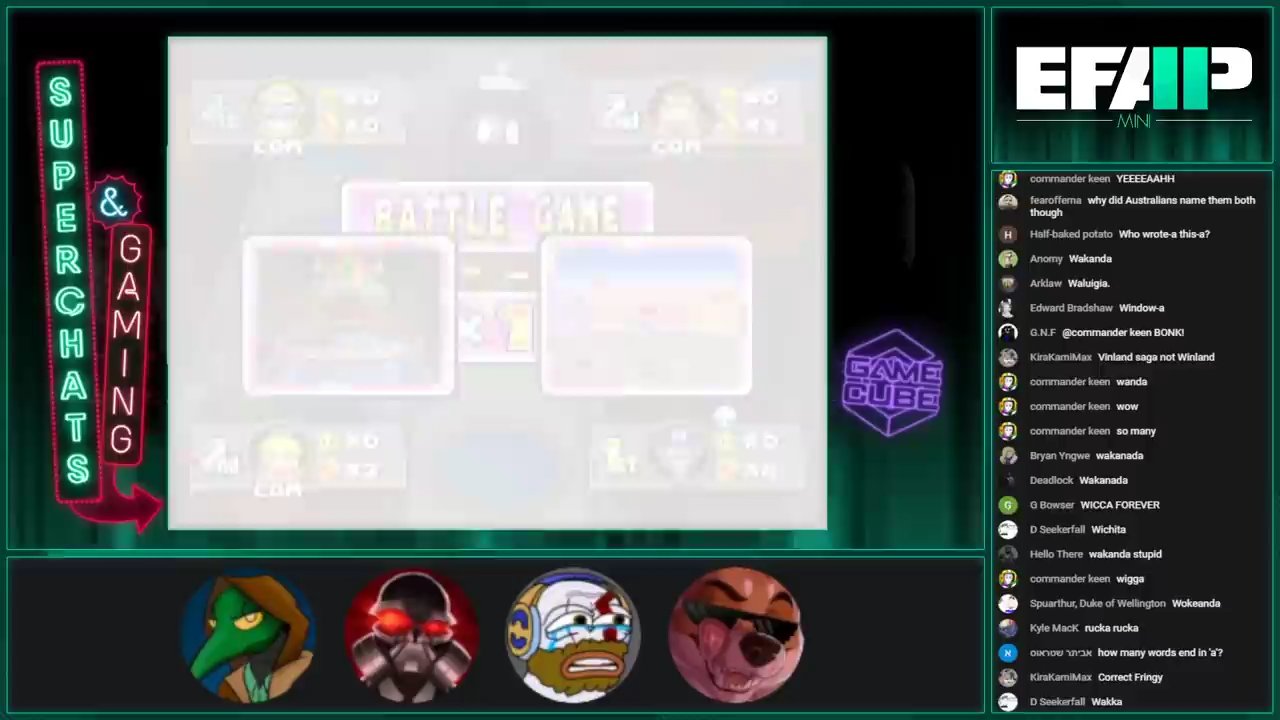 SUPERCHATS
&
GAMING
BATTLE GAME
COM
COM
COM
GAME
CUBE
EFAP
MINI
commander keen YEEEEAAHH
fearofferna why did Australians name them both
though
Half-baked potato Who wrote-a this-a?
Anomy Wakanda
Arklaw Waluigia.
Edward Bradshaw Window-a
G.N.F @commander keen BONK!
KiraKamiMax Vinland saga not Winland
commander keen wanda
commander keen wow
commander keen so many
Bryan Yngwe wakanada
Deadlock Wakanada
G Bowser WICCA FOREVER
D Seekerfall Wichita
Hello There wakanda stupid
commander keen wigga
Spuarthur, Duke of Wellington Wokeanda
Kyle MacK rucka rucka
אביתר שטראוס how many words end in 'a'?
KiraKamiMax Correct Fringy
D Seekerfall Wakka